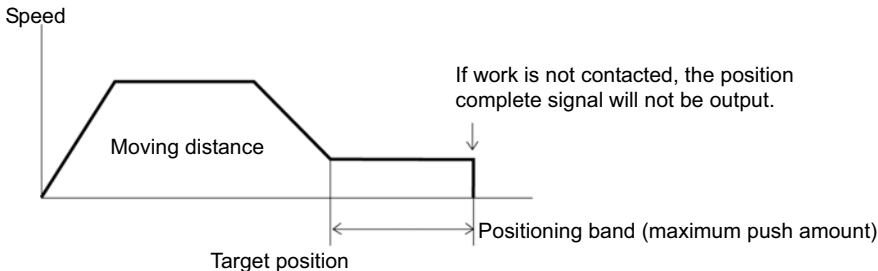 Speed
If work is not contacted, the position
complete signal will not be output.
Moving distance
Positioning band (maximum push amount)
Target position